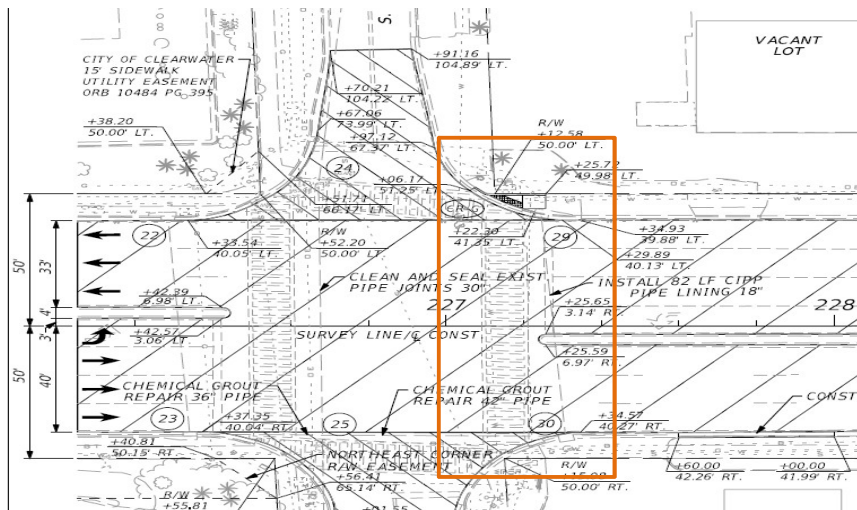 S.
VACANT
LOT
CITY OF CLEARWATER
15' SIDEWALK
UTILITY EASEMENT
ORB 10484 PG 395
+91.16
104.89' LT.
+70.21
104.22' LT.
+67.06
73.99' LT.
+97.12
67.37' LT.
+38.20
50.00' LT.
R/W
+12.58
50.00' LT.
24
+25.72
49.98' LT.
+06.17
51.25' LT.
+51.71
66.17' LT.
CR-6
22
+33.54
40.05' LT.
R/W
+52.20
50.00' LT.
+22.30
41.35' LT.
29
+34.93
39.88' LT.
+29.89
40.13' LT.
50'
33'
CLEAN AND SEAL EXIST
PIPE JOINTS 30"
INSTALL 82 LF CIPP
PIPE LINING 18"
+42.39
6.98' LT.
227
+25.65
3.14' RT.
228
4'
3'
+42.57
3.06' LT.
SURVEY LINE/℄ CONST
+25.59
6.97' RT.
50'
40'
CHEMICAL GROUT
REPAIR 36" PIPE
CHEMICAL GROUT
REPAIR 42" PIPE
CONST
23
+37.35
40.04' RT.
25
30
+34.57
40.27' RT.
+40.81
50.15' RT.
NORTHEAST CORNER
R/W EASEMENT
+56.41
65.14' RT.
R/W
50.00' RT.
+60.00
42.26' RT.
+00.00
41.99' RT.
R/W
+55.81